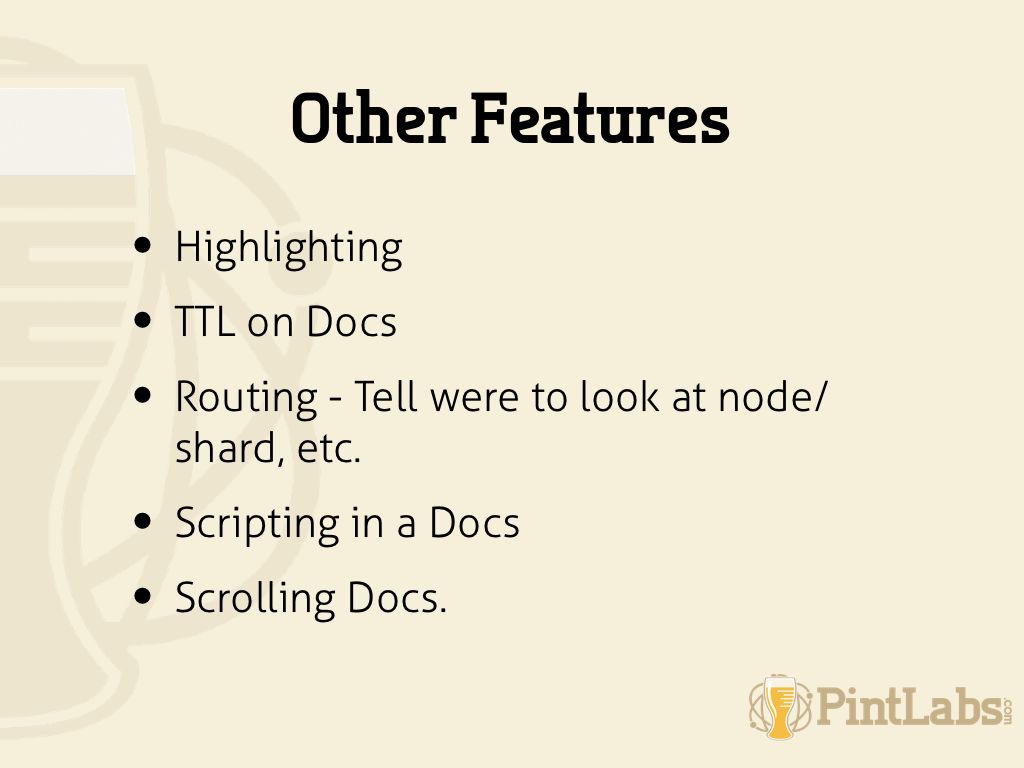 Other Features
• Highlighting
• TTL on Docs
• Routing - Tell were to look at node/
shard, etc.
• Scripting in a Docs
• Scrolling Docs.
PintLabs.com